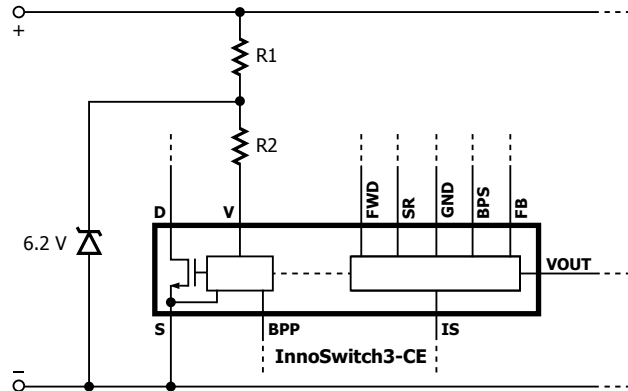 +
R1
R2
D
V
FWD
SR
GND
BPS
FB
6.2 V
VOUT
S
BPP
IS
InnoSwitch3-CE
−